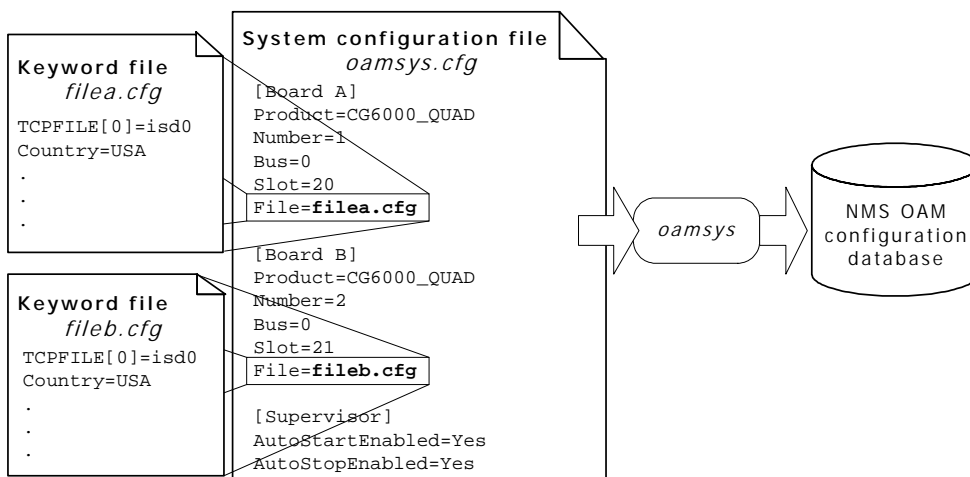 Keyword file
filea.cfg
TCPFILE[0]=isd0
Country=USA
.
.
.
Keyword file
fileb.cfg
TCPFILE[0]=isd0
Country=USA
.
.
.
System configuration file
oamsys.cfg
[Board A]
Product=CG6000_QUAD
Number=1
Bus=0
Slot=20
File=filea.cfg
[Board B]
Product=CG6000_QUAD
Number=2
Bus=0
Slot=21
File=fileb.cfg
[Supervisor]
AutoStartEnabled=Yes
AutoStopEnabled=Yes
oamsys
NMS OAM
configuration
database